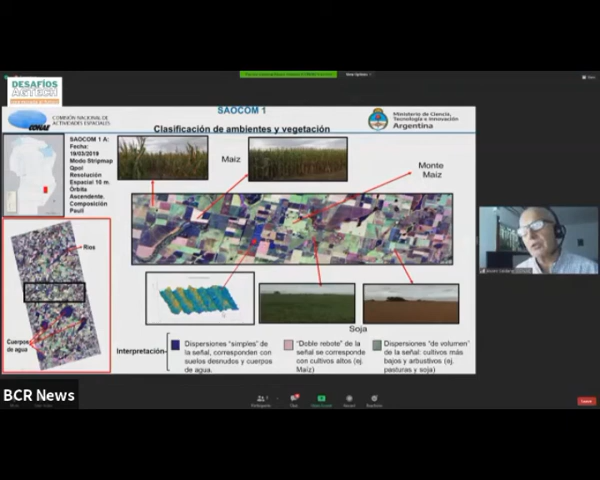 DESAFÍOS
AGTECH
COMISIÓN NACIONAL DE
ACTIVIDADES ESPACIALES
CONAE
SAOCOM 1
Clasificación de ambientes y vegetación
Ministerio de Ciencia,
Tecnología e Innovación
Argentina
SAOCOM 1 A:
Fecha:
19/03/2019
Modo Stripmap
Qpol
Resolución
Espacial 16 m.
Órbita
Ascendente.
Composición
Pauli
Maíz
Monte
Maíz
Ríos
Cuerpos
de agua
Soja
Interpretación
Dispersiones "simples" de
la señal, corresponden con
suelos desnudos y cuerpos
de agua.
"Doble rebote" de la
señal se corresponde
con cultivos altos (ej
Maíz)
Dispersiones "de volumen"
de la señal: cultivos más
bajos y arbustivos (ej.
pasturas y soja)
BCR News